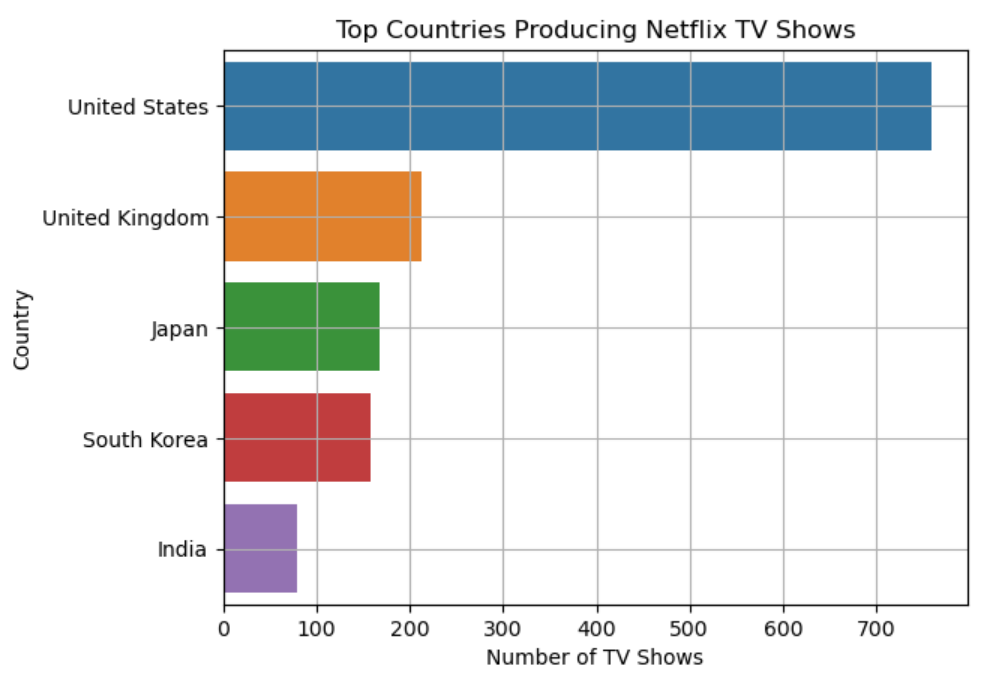 Top Countries Producing Netflix TV Shows
United States
United Kingdom
Japan
South Korea
India
Country
0 100 200 300 400 500 600 700
Number of TV Shows